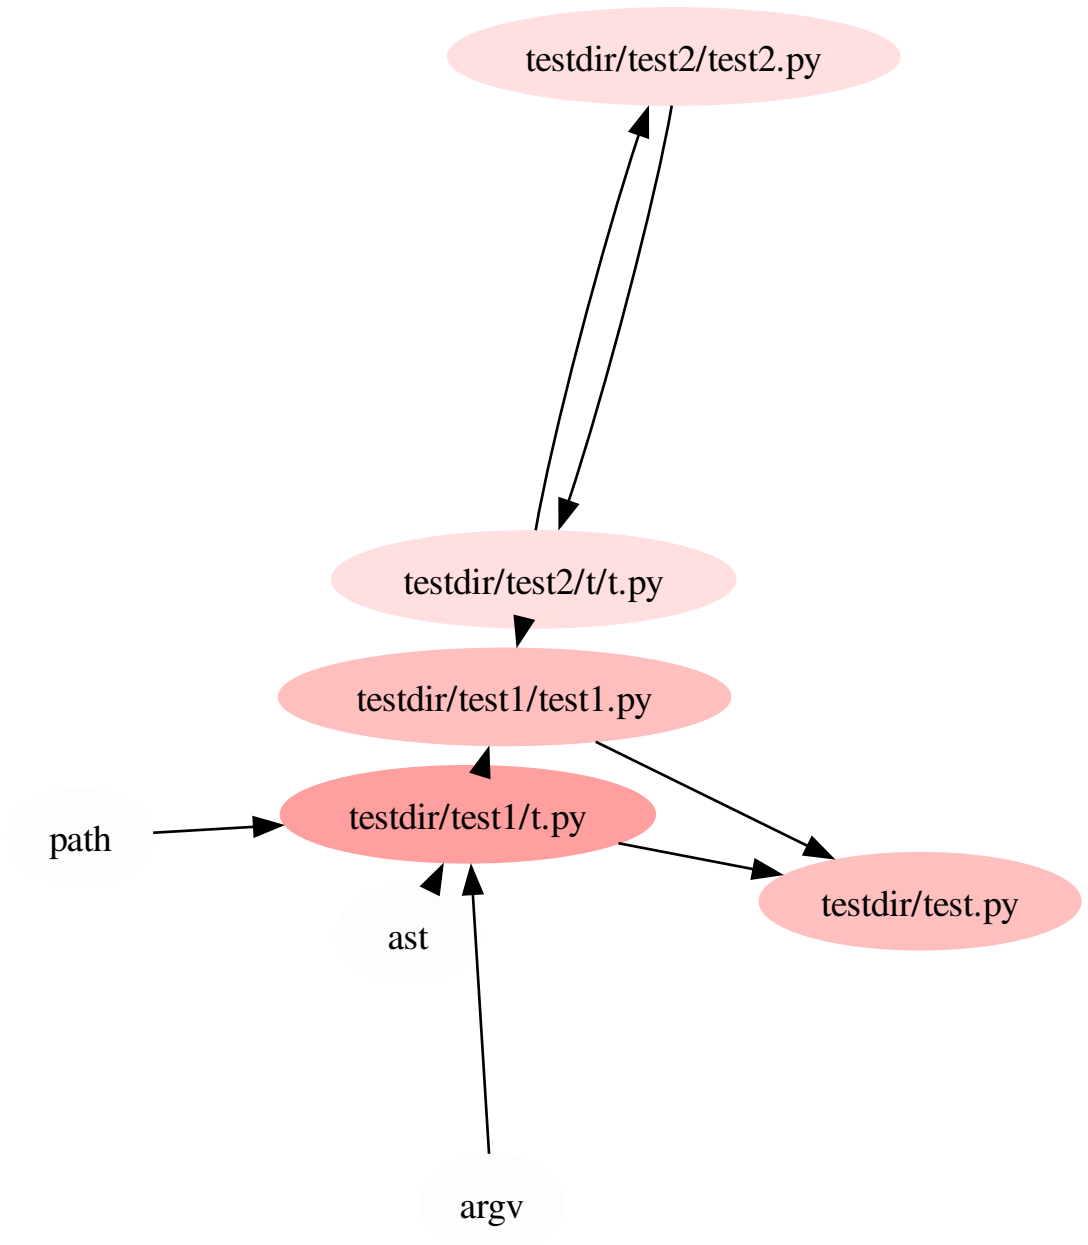 testdir/test2/test2.py
testdir/test2/t/t.py
testdir/test1/test1.py
testdir/test1/t.py
path
testdir/test.py
ast
argv